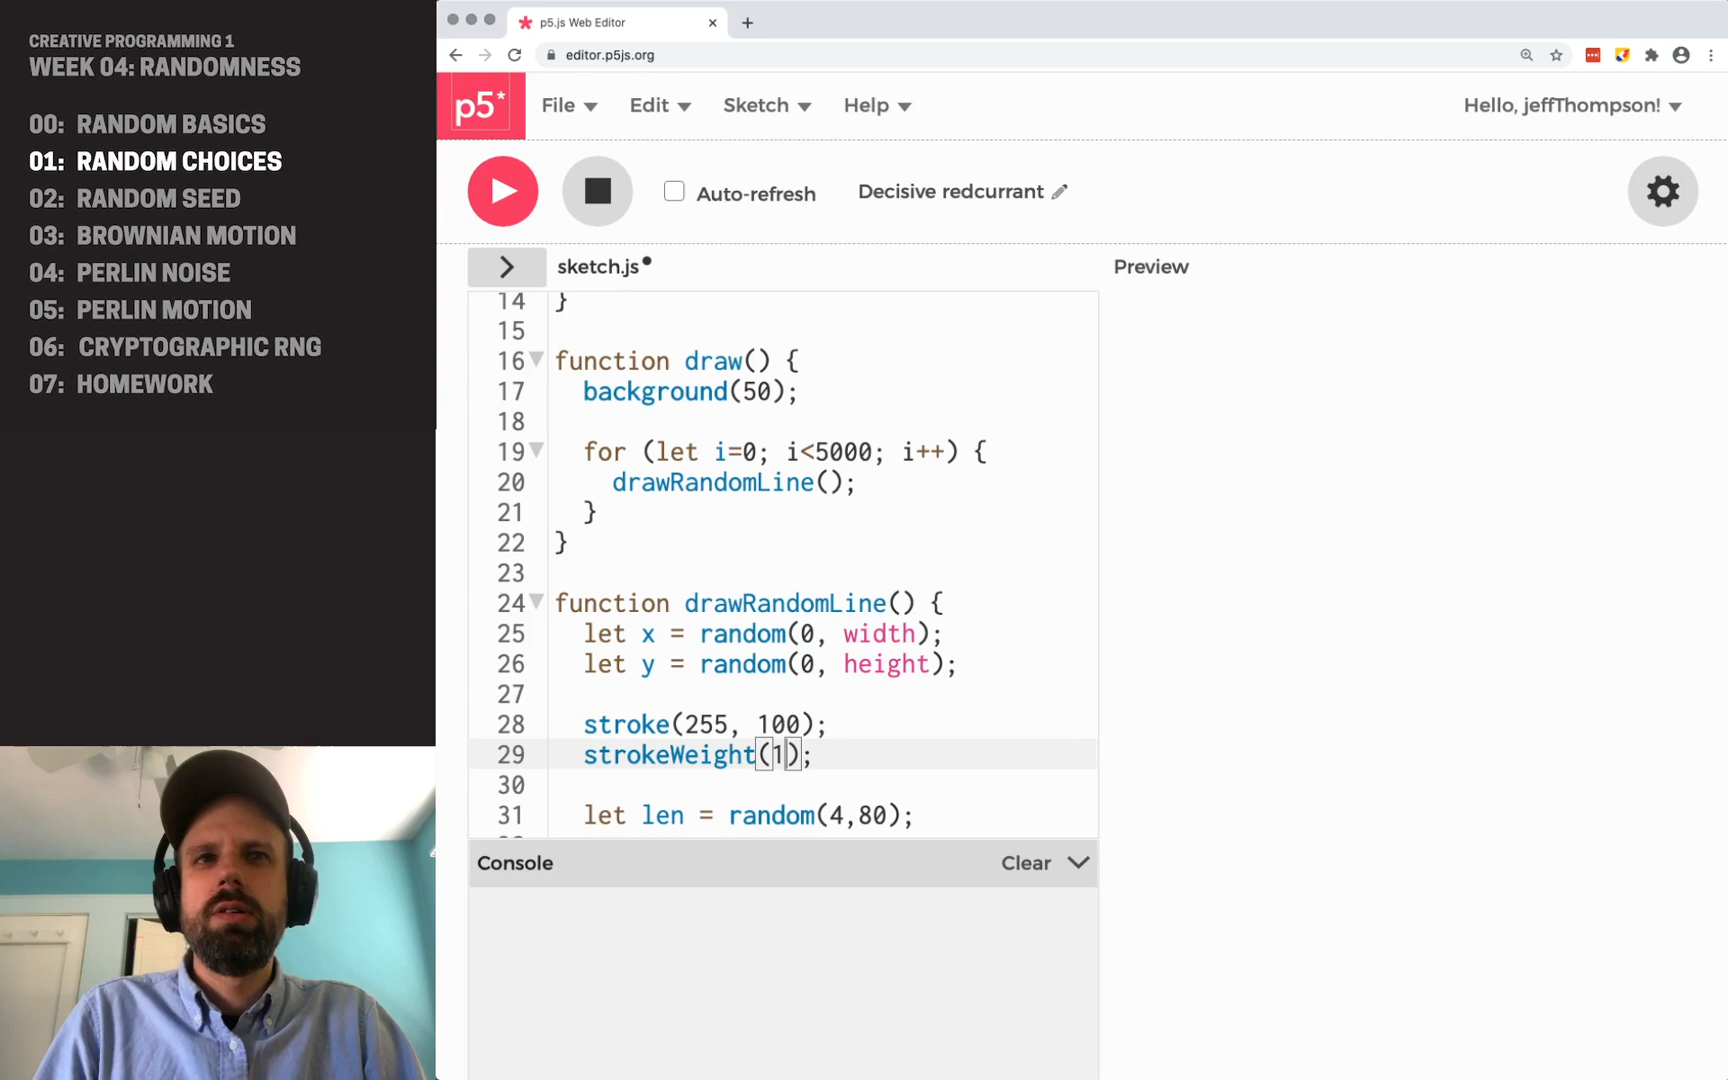 CREATIVE PROGRAMMING 1
WEEK 04: RANDOMNESS
00: RANDOM BASICS
01: RANDOM CHOICES
02: RANDOM SEED
03: BROWNIAN MOTION
04: PERLIN NOISE
05: PERLIN MOTION
06: CRYPTOGRAPHIC RNG
07: HOMEWORK
p5.js Web Editor
editor.p5js.org
p5* File Edit Sketch Help Hello, jeffThompson!
Auto-refresh Decisive redcurrant
sketch.js Preview
14 }
15
16 function draw() {
17 background(50);
18
19 for (let i=0; i<5000; i++) {
20 drawRandomLine();
21 }
22 }
23
24 function drawRandomLine() {
25 let x = random(0, width);
26 let y = random(0, height);
27
28 stroke(255, 100);
29 strokeWeight(1);
30
31 let len = random(4,80);
Console Clear